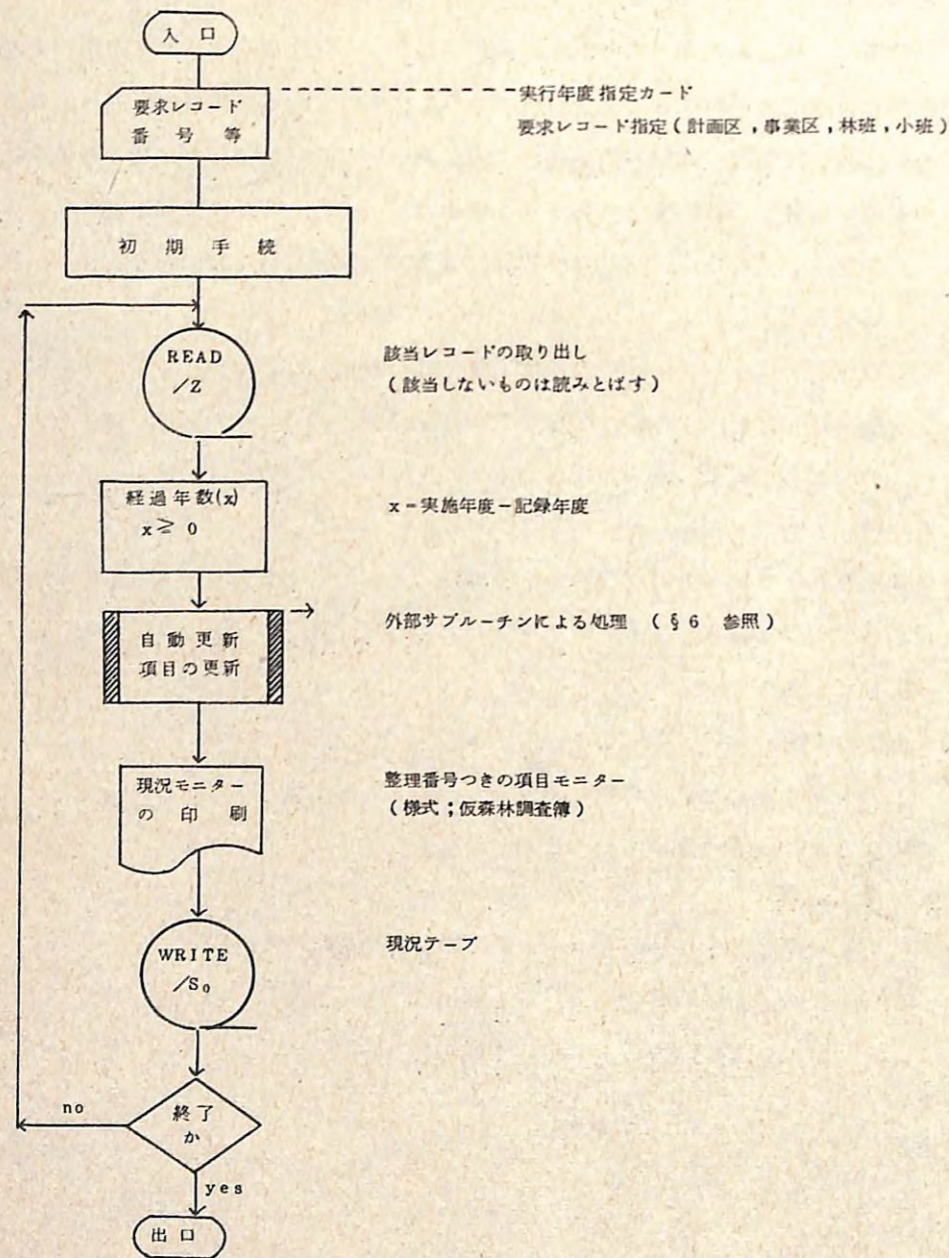 入口
要求レコード
番号等
実行年度指定カード
要求レコード指定(計画区,事業区,林班,小班)
初期手続
READ
/Z
該当レコードの取り出し
(該当しないものは読みとばす)
経過年数(x)
x≧0
x=実施年度-記録年度
自動更新
項目の更新
外部サブルーチンによる処理 (§6 参照)
現況モニター
の印刷
整理番号つきの項目モニター
(様式;仮森林調査簿)
WRITE
/S₀
現況テープ
終了
か
no
yes
出口